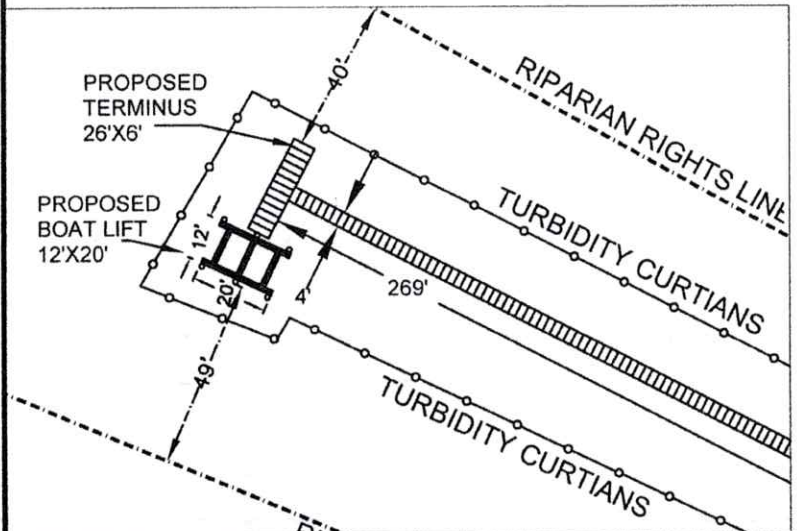 PROPOSED
TERMINUS
26'X6'
40'
RIPARIAN RIGHTS LINE
PROPOSED
BOAT LIFT
12'X20'
12'
20'
4'
269'
TURBIDITY CURTIANS
49'
TURBIDITY CURTIANS